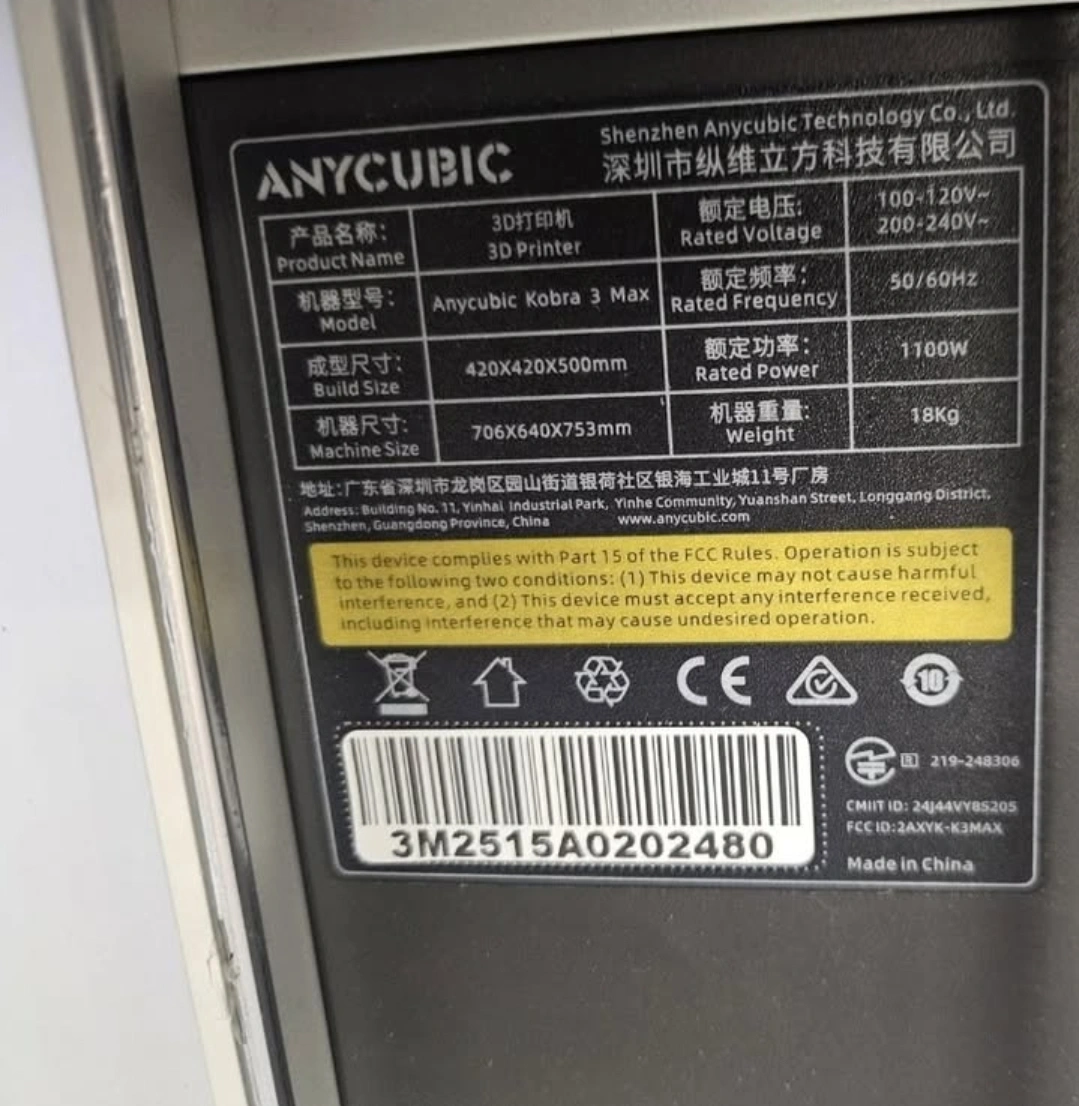 ANYCUBIC
Shenzhen Anycubic Technology Co., Ltd.
深圳市纵维立方科技有限公司
产品名称:
Product Name
3D打印机
3D Printer
额定电压:
Rated Voltage
100-120V~
200-240V~
机器型号:
Model
Anycubic Kobra 3 Max
额定频率:
Rated Frequency
50/60Hz
成型尺寸:
Build Size
420X420X500mm
额定功率:
Rated Power
1100W
机器尺寸:
Machine Size
706X640X753mm
机器重量:
Weight
18Kg
地址:广东省深圳市龙岗区园山街道银荷社区银海工业城11号厂房
Address: Building No. 11, Yinhai Industrial Park, Yinhe Community, Yuanshan Street, Longgang District,
Shenzhen, Guangdong Province, China www.anycubic.com
This device complies with Part 15 of the FCC Rules. Operation is subject
to the following two conditions: (1) This device may not cause harmful
interference, and (2) This device must accept any interference received,
including interference that may cause undesired operation.
CE
10
R 219-248306
CMIIT ID: 24J44VY85205
FCC ID:2AXYK-K3MAX
3M2515A0202480
Made in China